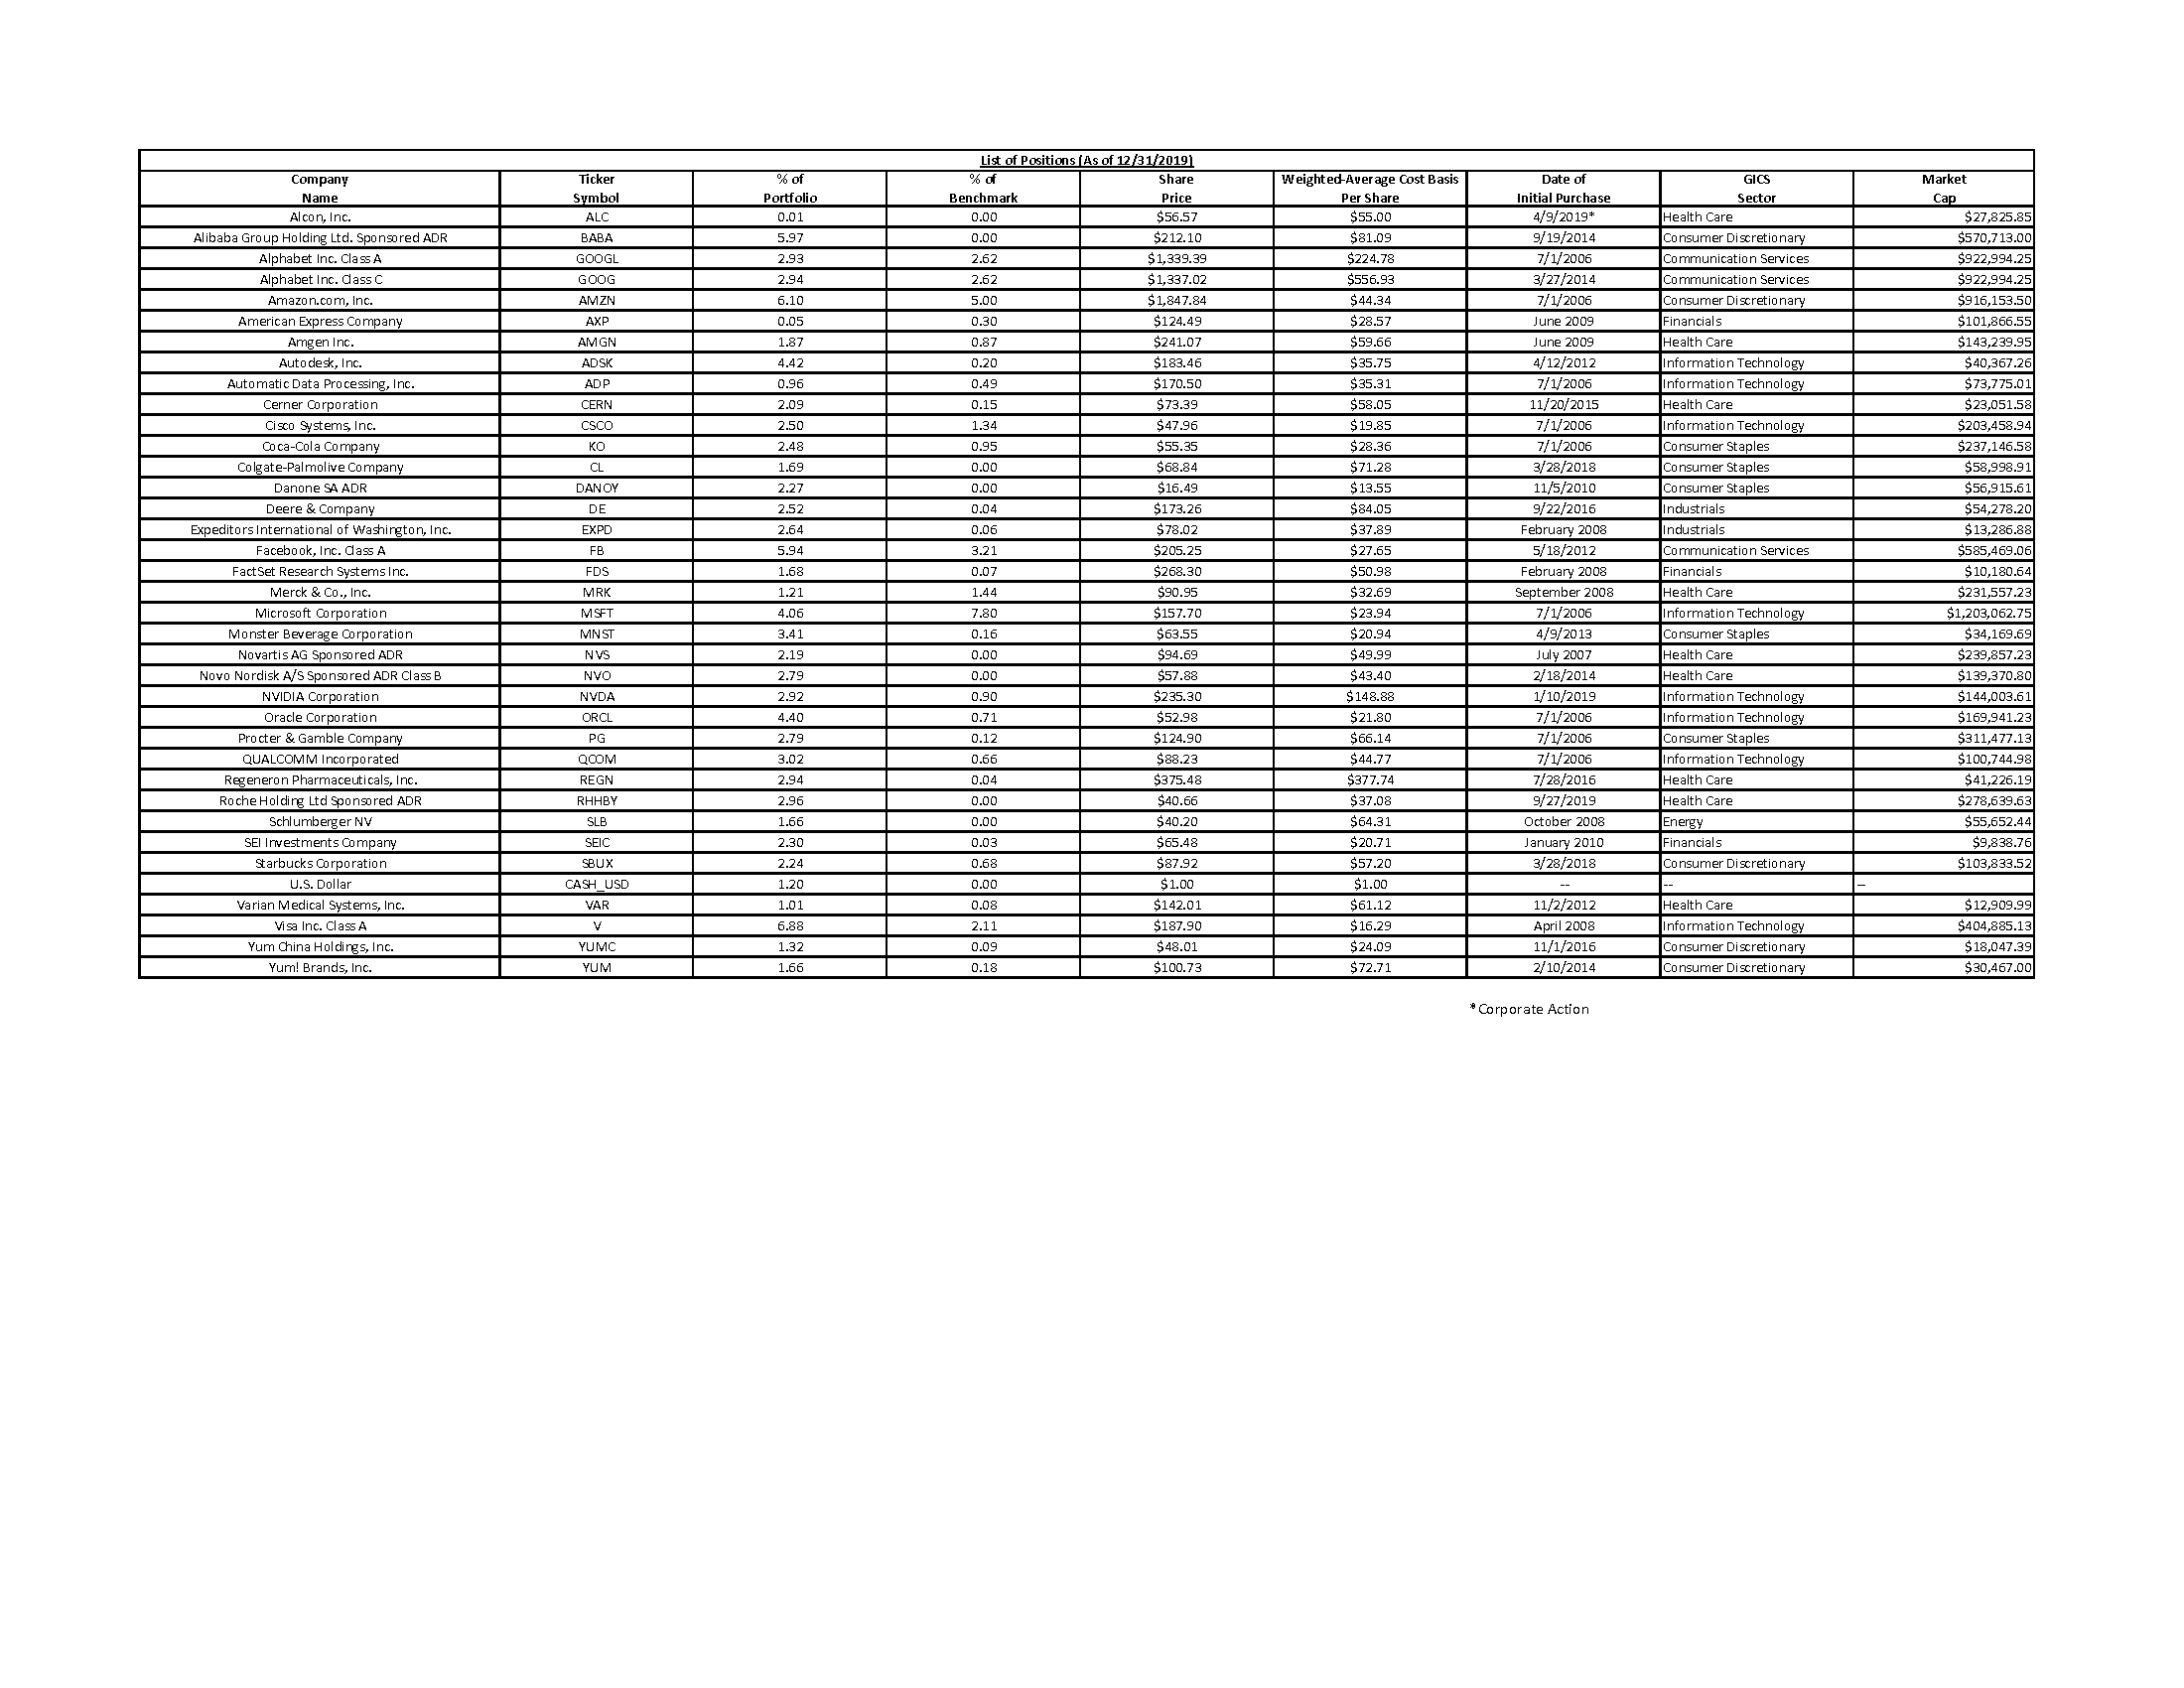 List of Positions (As of 12/31/2019)
Company Ticker % of % of Share Weighted-Average Cost Basis Date of GICS Market
Name Symbol Portfolio Benchmark Price Per Share Initial Purchase Sector Cap
Alcon, Inc. ALC 0.01 0.00 $56.57 $55.00 4/9/2019* Health Care $27,825.85
Alibaba Group Holding Ltd. Sponsored ADR BABA 5.97 0.00 $212.10 $81.09 9/19/2014 Consumer Discretionary $570,713.00
Alphabet Inc. Class A GOOGL 2.93 2.62 $1,339.39 $224.78 7/1/2006 Communication Services $922,994.25
Alphabet Inc. Class C GOOG 2.94 2.62 $1,337.02 $556.93 3/27/2014 Communication Services $922,994.25
Amazon.com, Inc. AMZN 6.10 5.00 $1,847.84 $44.34 7/1/2006 Consumer Discretionary $916,153.50
American Express Company AXP 0.05 0.30 $124.49 $28.57 June 2009 Financials $101,866.55
Amgen Inc. AMGN 1.87 0.87 $241.07 $59.66 June 2009 Health Care $143,239.95
Autodesk, Inc. ADSK 4.42 0.20 $183.46 $35.75 4/12/2012 Information Technology $40,367.26
Automatic Data Processing, Inc. ADP 0.96 0.49 $170.50 $35.31 7/1/2006 Information Technology $73,775.01
Cerner Corporation CERN 2.09 0.15 $73.39 $58.05 11/20/2015 Health Care $23,051.58
Cisco Systems, Inc. CSCO 2.50 1.34 $47.96 $19.85 7/1/2006 Information Technology $203,458.94
Coca-Cola Company KO 2.48 0.95 $55.35 $28.36 7/1/2006 Consumer Staples $237,146.58
Colgate-Palmolive Company CL 1.69 0.00 $68.84 $71.28 3/28/2018 Consumer Staples $58,998.91
Danone SA ADR DANOY 2.27 0.00 $16.49 $13.55 11/5/2010 Consumer Staples $56,915.61
Deere & Company DE 2.52 0.04 $173.26 $84.05 9/22/2016 Industrials $54,278.20
Expeditors International of Washington, Inc. EXPD 2.64 0.06 $78.02 $37.89 February 2008 Industrials $13,286.88
Facebook, Inc. Class A FB 5.94 3.21 $205.25 $27.65 5/18/2012 Communication Services $585,469.06
FactSet Research Systems Inc. FDS 1.68 0.07 $268.30 $50.98 February 2008 Financials $10,180.64
Merck & Co., Inc. MRK 1.21 1.44 $90.95 $32.69 September 2008 Health Care $231,557.23
Microsoft Corporation MSFT 4.06 7.80 $157.70 $23.94 7/1/2006 Information Technology $1,203,062.75
Monster Beverage Corporation MNST 3.41 0.16 $63.55 $20.94 4/9/2013 Consumer Staples $34,169.69
Novartis AG Sponsored ADR NVS 2.19 0.00 $94.69 $49.99 July 2007 Health Care $239,857.23
Novo Nordisk A/S Sponsored ADR Class B NVO 2.79 0.00 $57.88 $43.40 2/18/2014 Health Care $139,370.80
NVIDIA Corporation NVDA 2.92 0.90 $235.30 $148.88 1/10/2019 Information Technology $144,003.61
Oracle Corporation ORCL 4.40 0.71 $52.98 $21.80 7/1/2006 Information Technology $169,941.23
Procter & Gamble Company PG 2.79 0.12 $124.90 $66.14 7/1/2006 Consumer Staples $311,477.13
QUALCOMM Incorporated QCOM 3.02 0.66 $88.23 $44.77 7/1/2006 Information Technology $100,744.98
Regeneron Pharmaceuticals, Inc. REGN 2.94 0.04 $375.48 $377.74 7/28/2016 Health Care $41,226.19
Roche Holding Ltd Sponsored ADR RHHBY 2.96 0.00 $40.66 $37.08 9/27/2019 Health Care $278,639.63
Schlumberger NV SLB 1.66 0.00 $40.20 $64.31 October 2008 Energy $55,652.44
SEI Investments Company SEIC 2.30 0.03 $65.48 $20.71 January 2010 Financials $9,838.76
Starbucks Corporation SBUX 2.24 0.68 $87.92 $57.20 3/28/2018 Consumer Discretionary $103,833.52
U.S. Dollar CASH_USD 1.20 0.00 $1.00 $1.00 -- -- --
Varian Medical Systems, Inc. VAR 1.01 0.08 $142.01 $61.12 11/2/2012 Health Care $12,909.99
Visa Inc. Class A V 6.88 2.11 $187.90 $16.29 April 2008 Information Technology $404,885.13
Yum China Holdings, Inc. YUMC 1.32 0.09 $48.01 $24.09 11/1/2016 Consumer Discretionary $18,047.39
Yum! Brands, Inc. YUM 1.66 0.18 $100.73 $72.71 2/10/2014 Consumer Discretionary $30,467.00
*Corporate Action